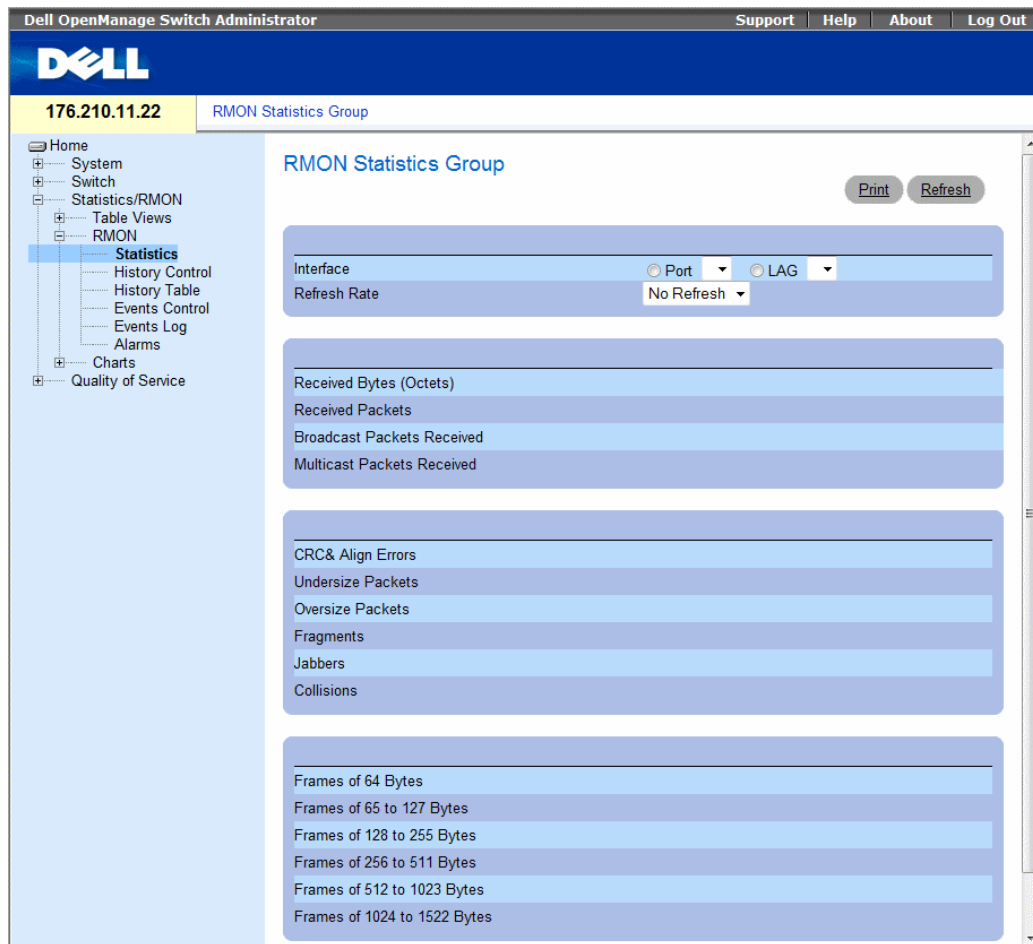 Dell OpenManage Switch Administrator Support Help About Log Out
DELL
176.210.11.22 RMON Statistics Group
Home
System
Switch
Statistics/RMON
Table Views
RMON
Statistics
History Control
History Table
Events Control
Events Log
Alarms
Charts
Quality of Service
RMON Statistics Group
Print Refresh
Interface Port LAG
Refresh Rate No Refresh
Received Bytes (Octets)
Received Packets
Broadcast Packets Received
Multicast Packets Received
CRC& Align Errors
Undersize Packets
Oversize Packets
Fragments
Jabbers
Collisions
Frames of 64 Bytes
Frames of 65 to 127 Bytes
Frames of 128 to 255 Bytes
Frames of 256 to 511 Bytes
Frames of 512 to 1023 Bytes
Frames of 1024 to 1522 Bytes